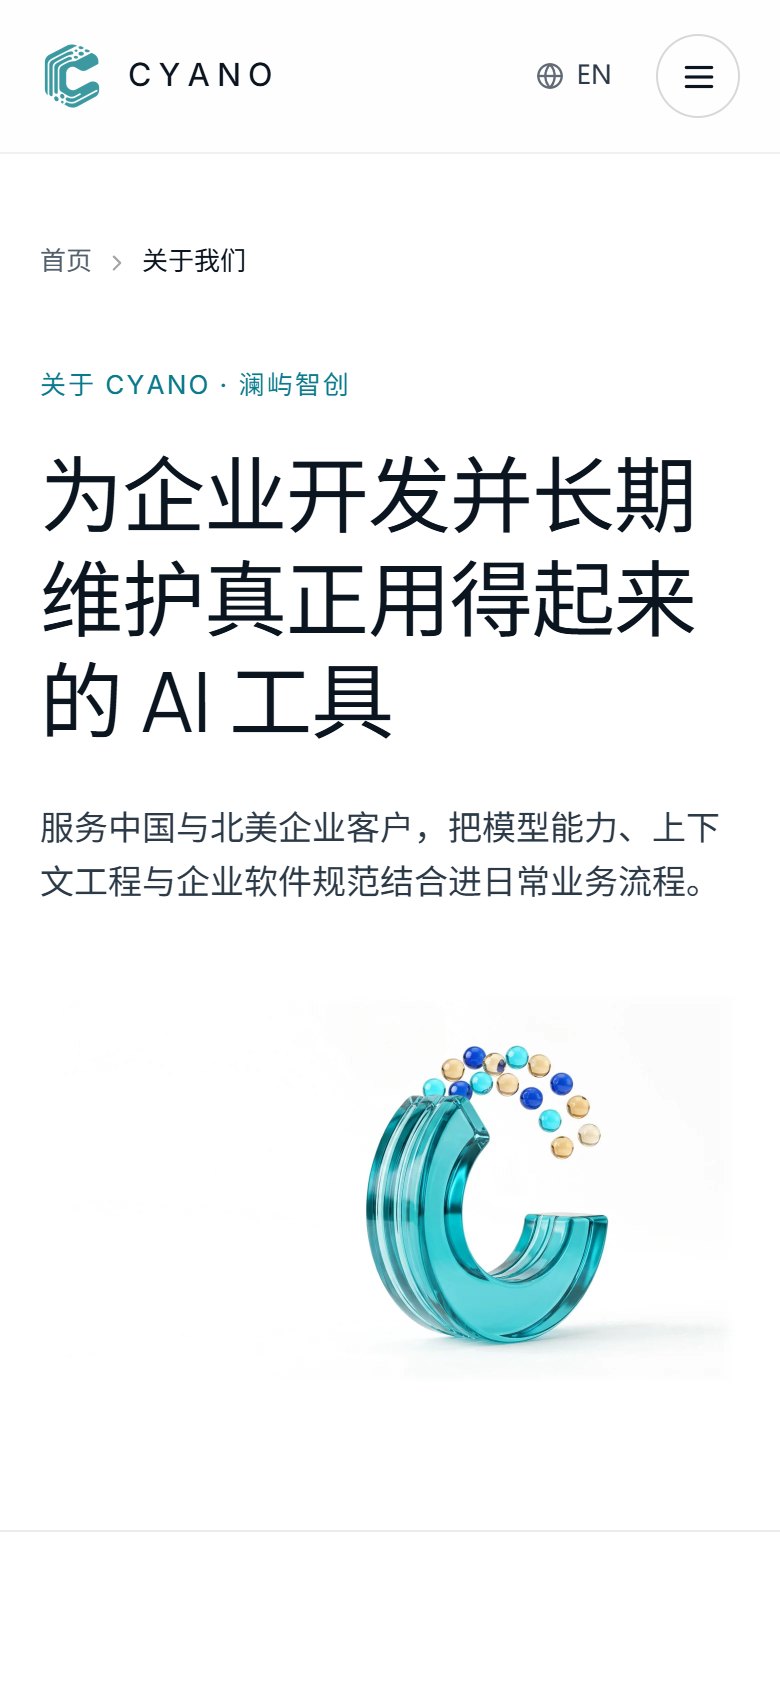 CYANO
EN
首页 > 关于我们
关于 CYANO · 澜屿智创
为企业开发并长期
维护真正用得起来
的 AI 工具
服务中国与北美企业客户，把模型能力、上下
文工程与企业软件规范结合进日常业务流程。